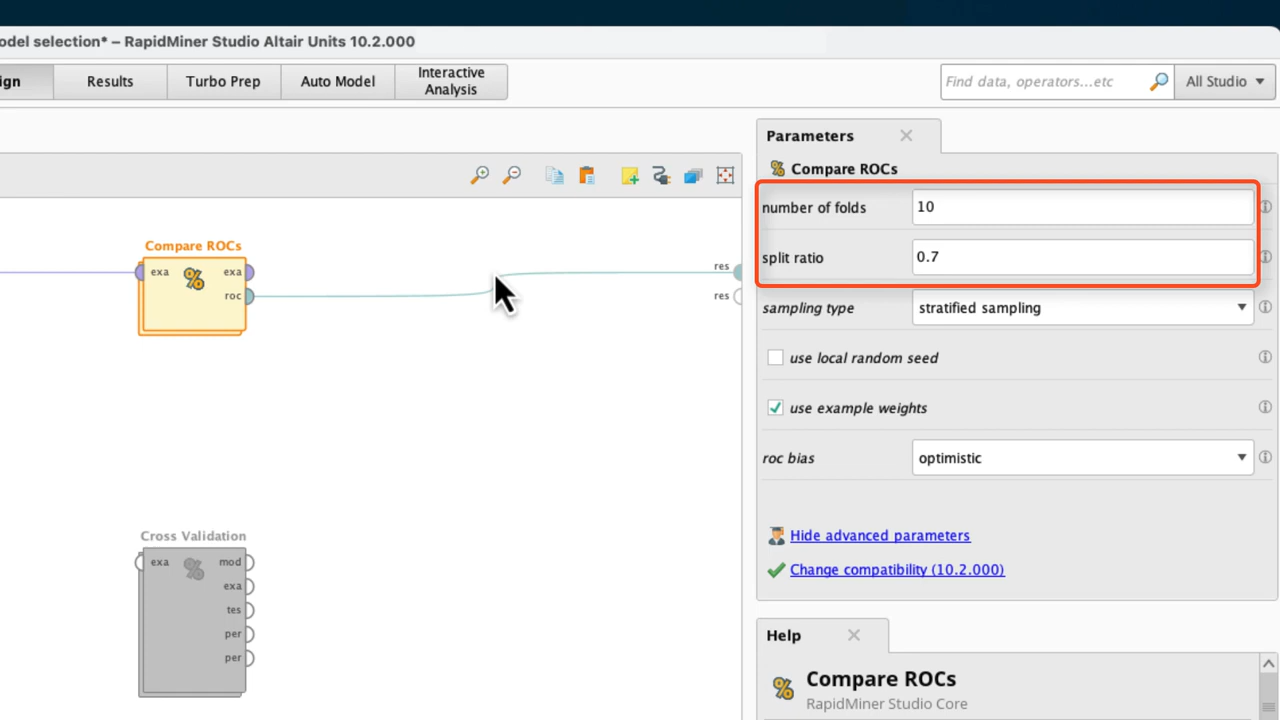 odel selection* – RapidMiner Studio Altair Units 10.2.000
ign
Results
Turbo Prep
Auto Model
Interactive
Analysis
Find data, operators...etc
All Studio
Parameters
Compare ROCs
number of folds
10
split ratio
0.7
sampling type
stratified sampling
use local random seed
use example weights
roc bias
optimistic
Hide advanced parameters
Change compatibility (10.2.000)
Compare ROCs
exa
exa
roc
res
res
Cross Validation
exa
mod
exa
tes
per
per
Help
Compare ROCs
RapidMiner Studio Core